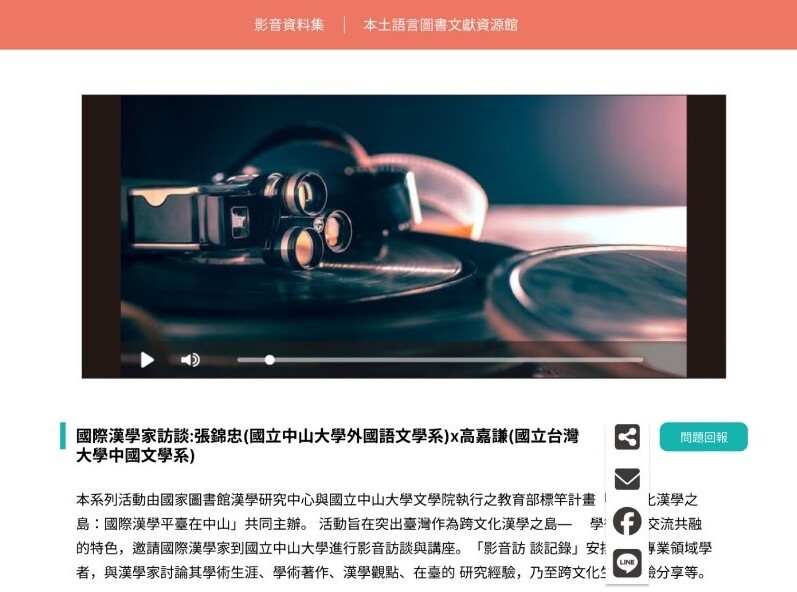 影音資料集 本土語言圖書文獻資源館
國際漢學家訪談:張錦忠(國立中山大學外國語文學系)x高嘉謙(國立台灣
大學中國文學系)
問題回報
本系列活動由國家圖書館漢學研究中心與國立中山大學文學院執行之教育部標竿計畫「 化漢學之
島：國際漢學平臺在中山」共同主辦。 活動旨在突出臺灣作為跨文化漢學之島— 學 交流共融
的特色，邀請國際漢學家到國立中山大學進行影音訪談與講座。「影音訪 談記錄」安 專業領域學
者，與漢學家討論其學術生涯、學術著作、漢學觀點、在臺的 研究經驗，乃至跨文化生 驗分享等。
LINE